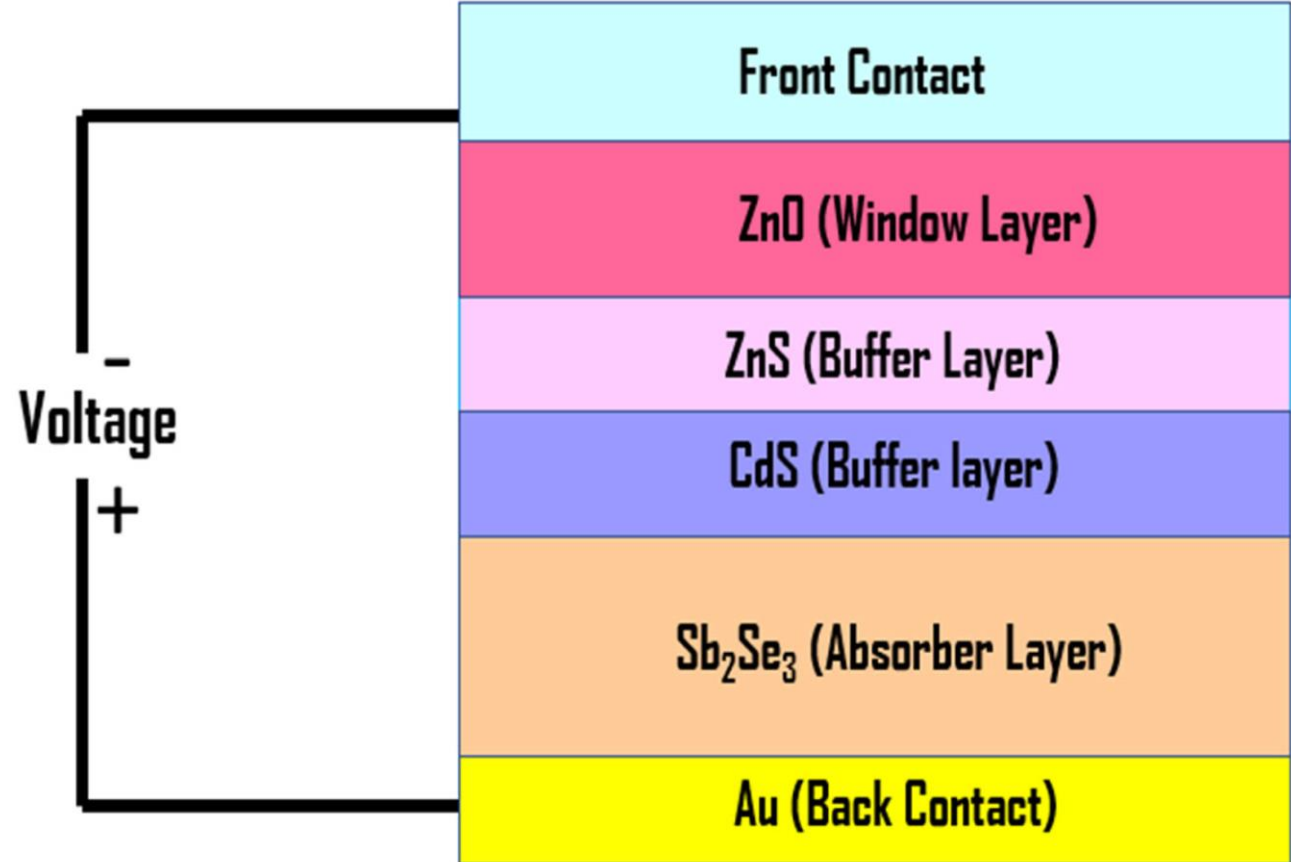 Front Contact
ZnO (Window Layer)
ZnS (Buffer Layer)
-
Voltage
+
CdS (Buffer layer)
Sb₂Se₃ (Absorber Layer)
Au (Back Contact)